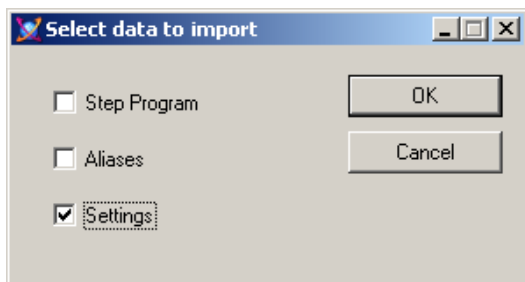 Select data to import
Step Program
OK
Aliases
Cancel
Settings